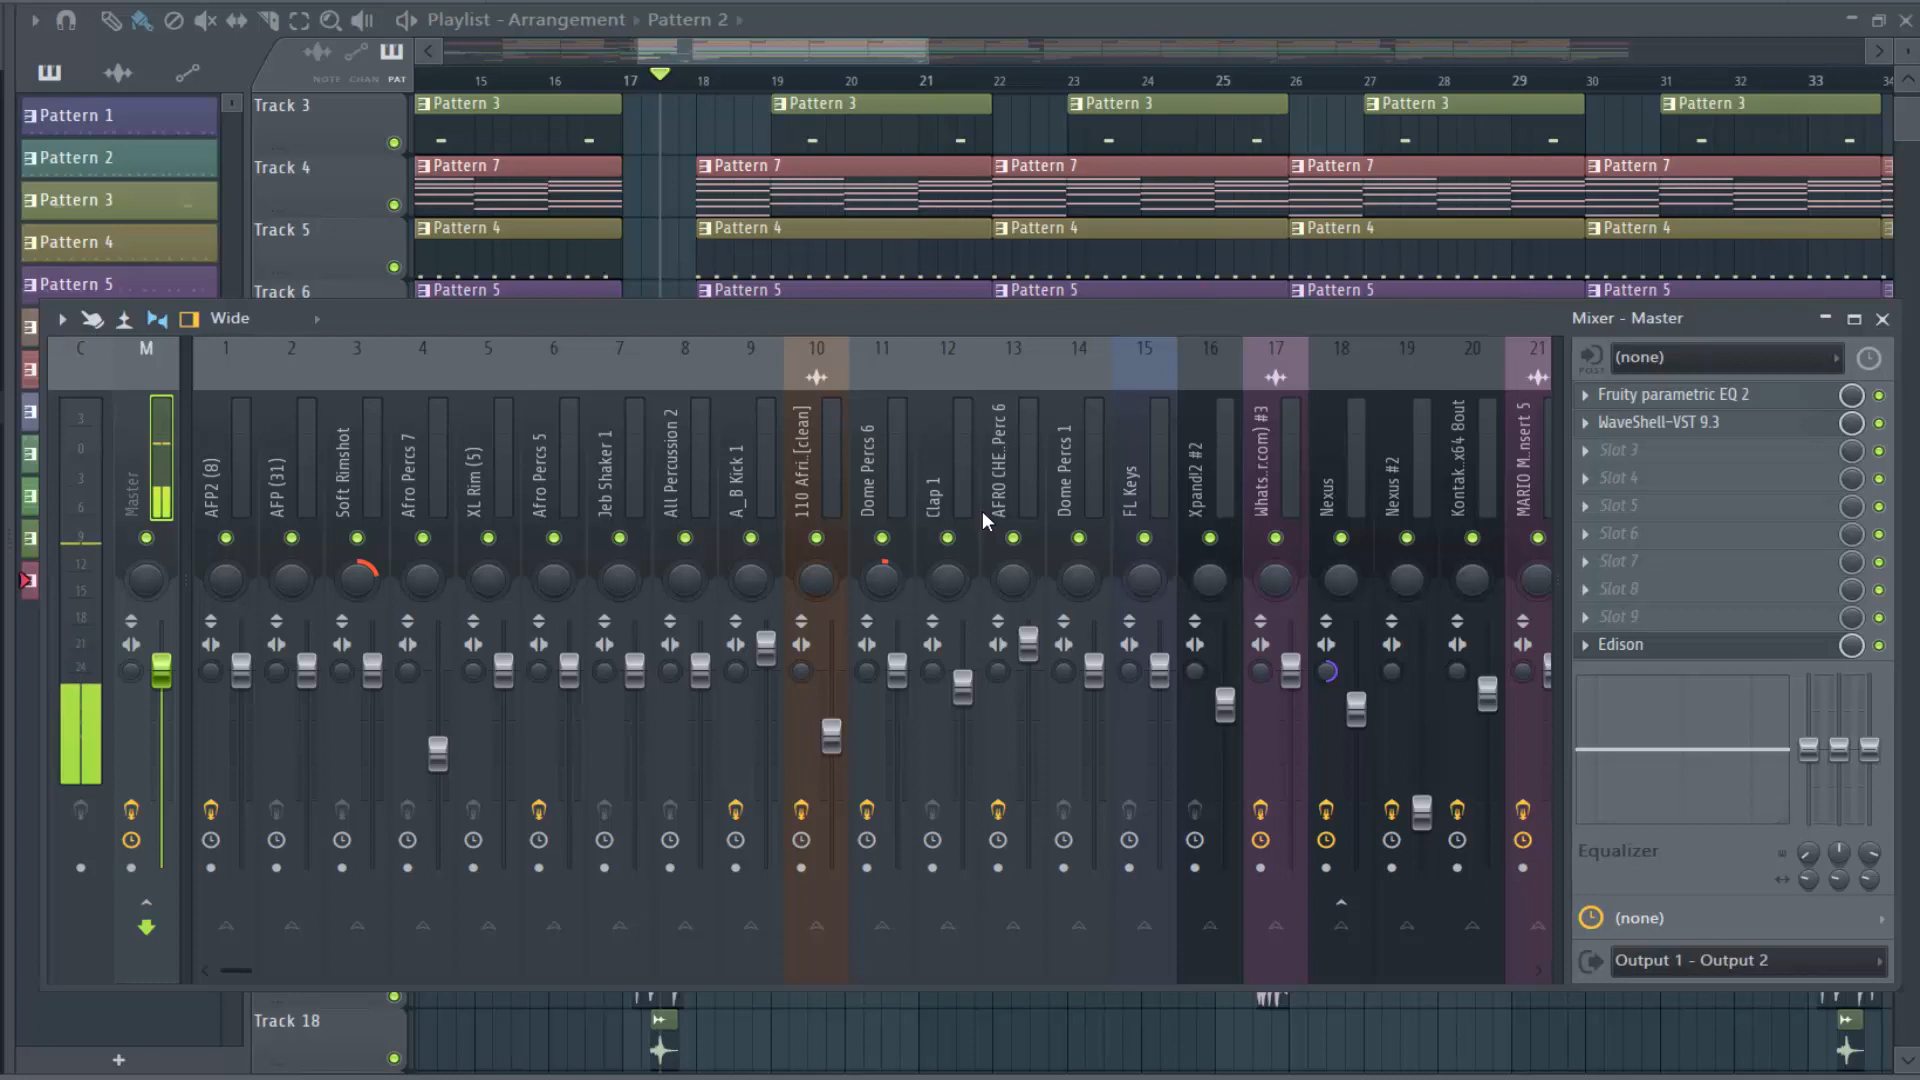 Playlist - Arrangement › Pattern 2
NOTE CHAN PAT
15 16 17 18 19 20 21 22 23 24 25 26 27 28 29 30 31 32 33 34
Pattern 1
Pattern 2
Pattern 3
Pattern 4
Pattern 5
Track 3
Pattern 3 Pattern 3 Pattern 3 Pattern 3 Pattern 3
Track 4
Pattern 7 Pattern 7 Pattern 7 Pattern 7 Pattern 7
Track 5
Pattern 4 Pattern 4 Pattern 4 Pattern 4 Pattern 4
Track 6
Pattern 5 Pattern 5 Pattern 5 Pattern 5 Pattern 5
Wide
Mixer - Master
C M 1 2 3 4 5 6 7 8 9 10 11 12 13 14 15 16 17 18 19 20 21
3
0
3
6
9
12
15
18
21
24
Master
AFP2 (8)
AFP (31)
Soft Rimshot
Afro Percs 7
XL Rim (5)
Afro Percs 5
Jeb Shaker 1
All Percussion 2
A_B Kick 1
110 Afri..[clean]
Dome Percs 6
Clap 1
AFRO CHE...Perc 6
Dome Percs 1
FL Keys
Xpand!2 #2
Whats..r.com) #3
Nexus
Nexus #2
Kontak..x64 8out
MARIO M..nsert 5
POST
(none)
Fruity parametric EQ 2
WaveShell-VST 9.3
Slot 3
Slot 4
Slot 5
Slot 6
Slot 7
Slot 8
Slot 9
Edison
Equalizer
(none)
Output 1 - Output 2
Track 18